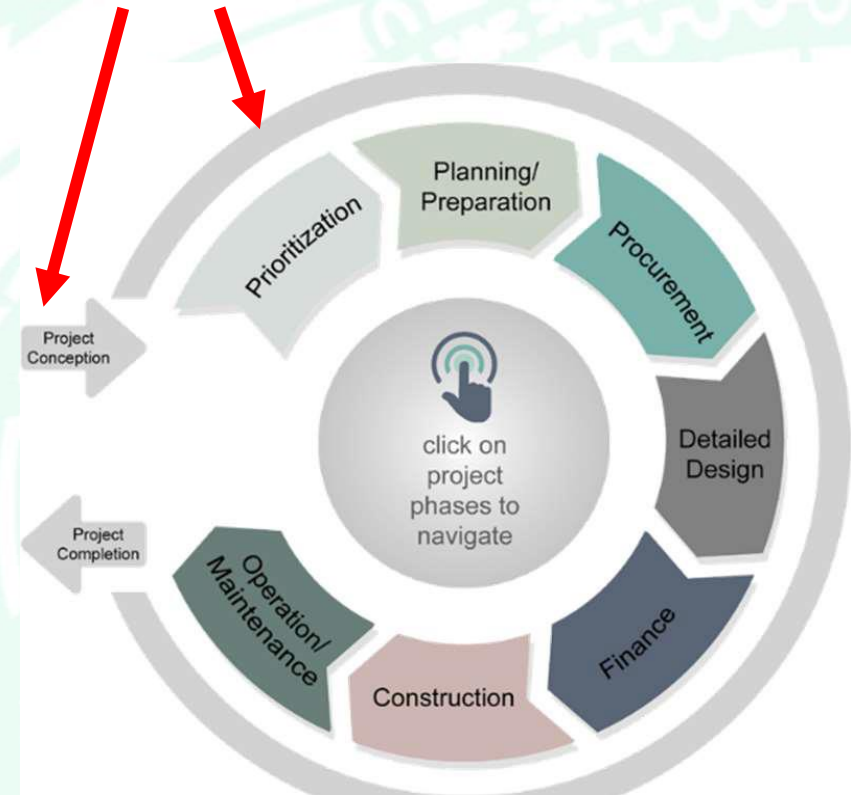 Project
Conception
Prioritization
Planning/
Preparation
Procurement
Detailed
Design
Finance
Construction
Operation/
Maintenance
Project
Completion
click on
project
phases to
navigate